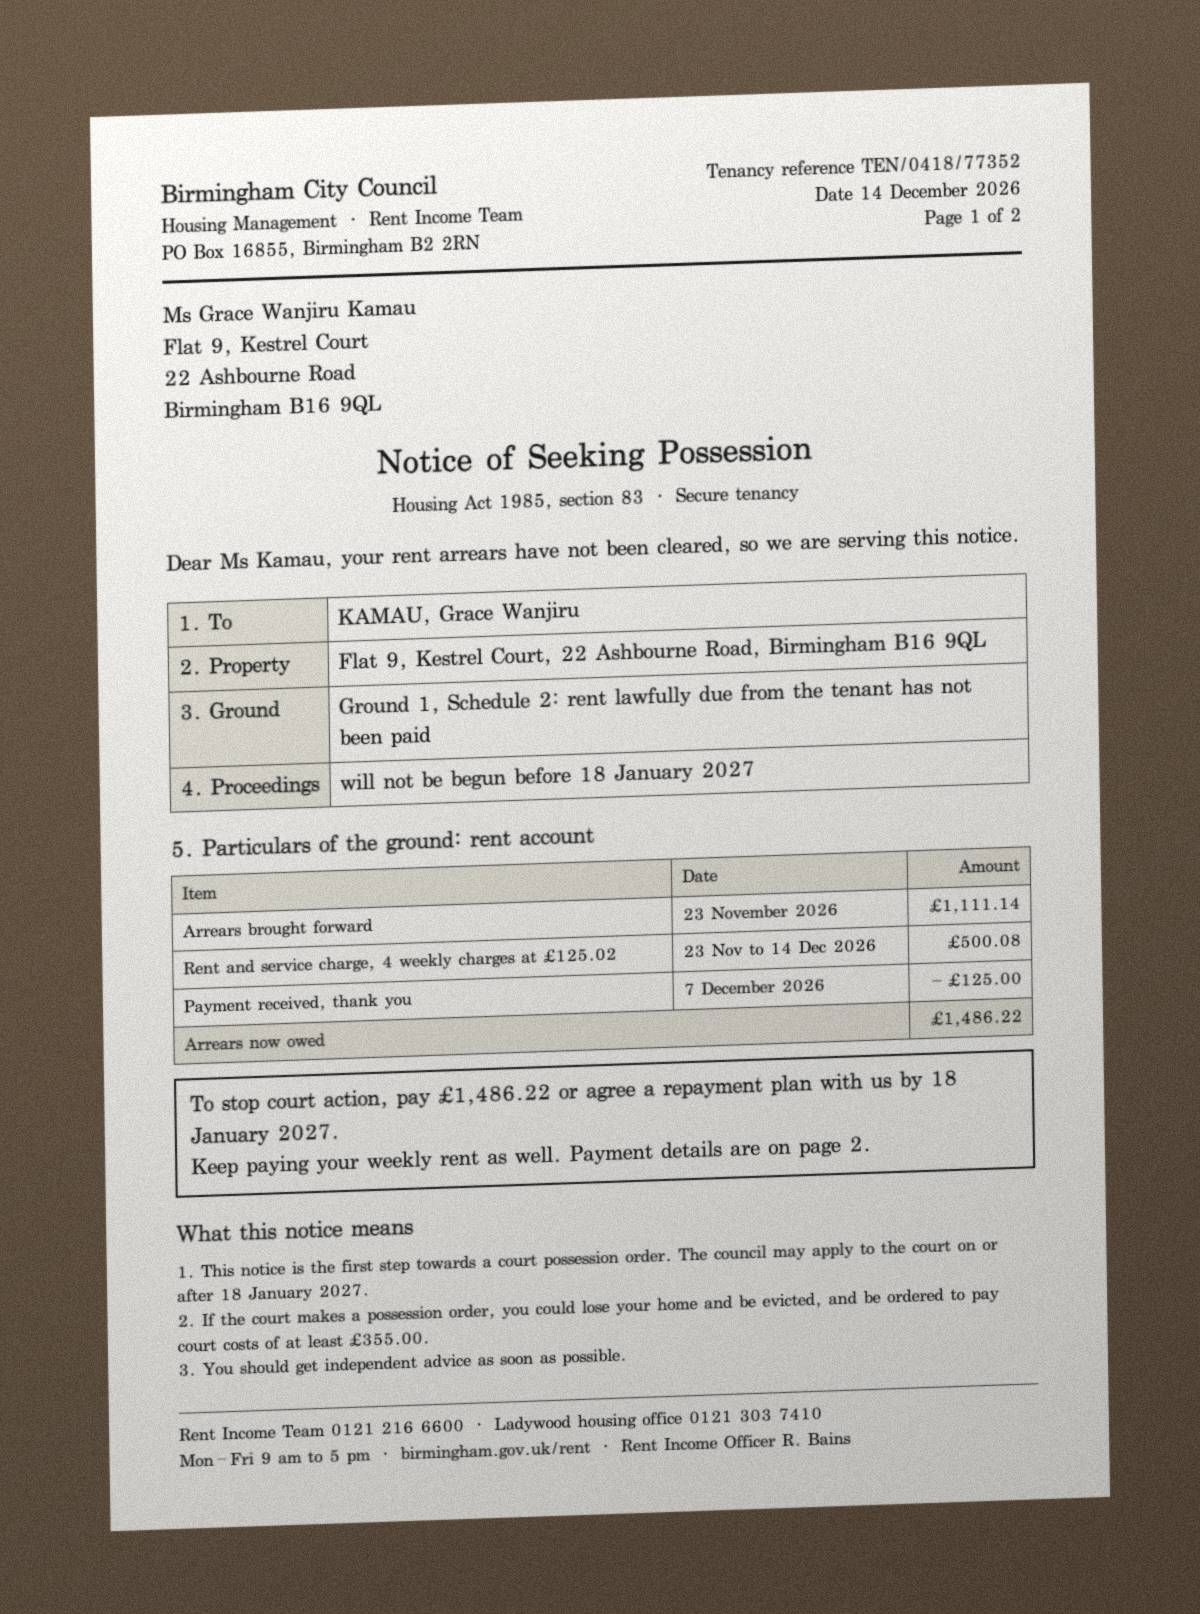 Birmingham City Council
Housing Management · Rent Income Team
PO Box 16855, Birmingham B2 2RN
Tenancy reference TEN/0418/77352
Date 14 December 2026
Page 1 of 2
Ms Grace Wanjiru Kamau
Flat 9, Kestrel Court
22 Ashbourne Road
Birmingham B16 9QL
Notice of Seeking Possession
Housing Act 1985, section 83 · Secure tenancy
Dear Ms Kamau, your rent arrears have not been cleared, so we are serving this notice.
1. To KAMAU, Grace Wanjiru
2. Property Flat 9, Kestrel Court, 22 Ashbourne Road, Birmingham B16 9QL
3. Ground Ground 1, Schedule 2: rent lawfully due from the tenant has not
been paid
4. Proceedings will not be begun before 18 January 2027
5. Particulars of the ground: rent account
Item Date Amount
Arrears brought forward 23 November 2026 £1,111.14
Rent and service charge, 4 weekly charges at £125.02 23 Nov to 14 Dec 2026 £500.08
Payment received, thank you 7 December 2026 − £125.00
Arrears now owed £1,486.22
To stop court action, pay £1,486.22 or agree a repayment plan with us by 18
January 2027.
Keep paying your weekly rent as well. Payment details are on page 2.
What this notice means
1. This notice is the first step towards a court possession order. The council may apply to the court on or
after 18 January 2027.
2. If the court makes a possession order, you could lose your home and be evicted, and be ordered to pay
court costs of at least £355.00.
3. You should get independent advice as soon as possible.
Rent Income Team 0121 216 6600 · Ladywood housing office 0121 303 7410
Mon–Fri 9 am to 5 pm · birmingham.gov.uk/rent · Rent Income Officer R. Bains